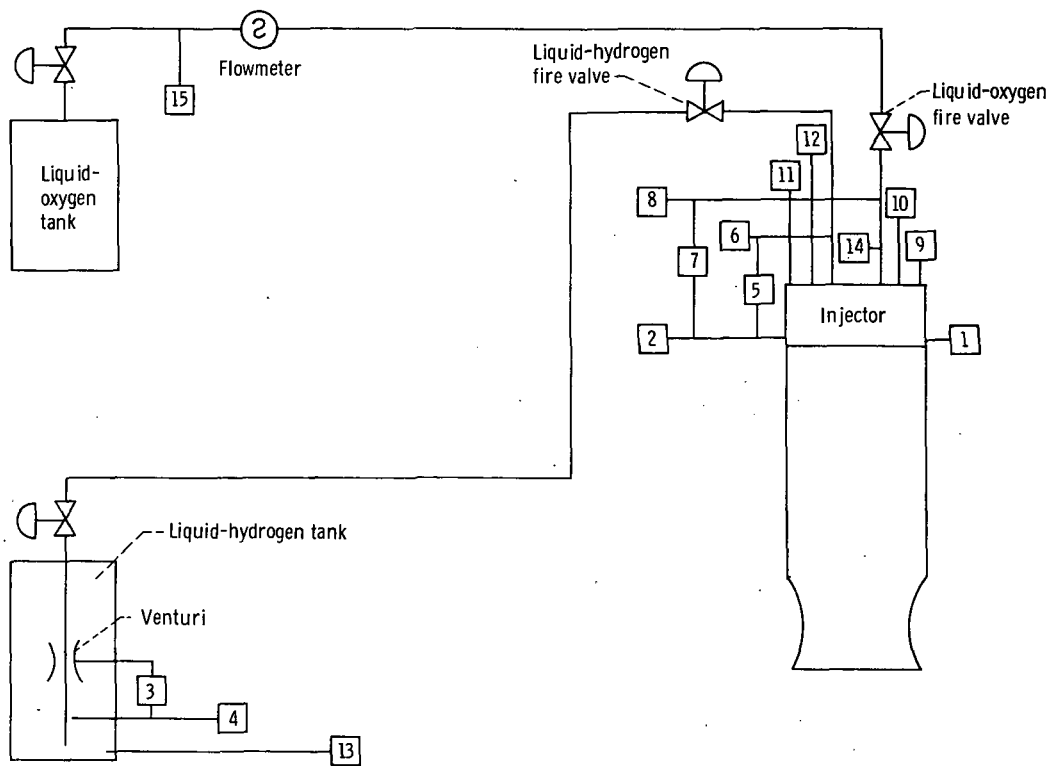 Liquid-hydrogen
fire valve
Flowmeter
Liquid-oxygen
fire valve
15
12
11
Liquid-
oxygen
tank
8
10
6
14
9
7
5
Injector
2
1
Liquid-hydrogen tank
Venturi
3
4
13